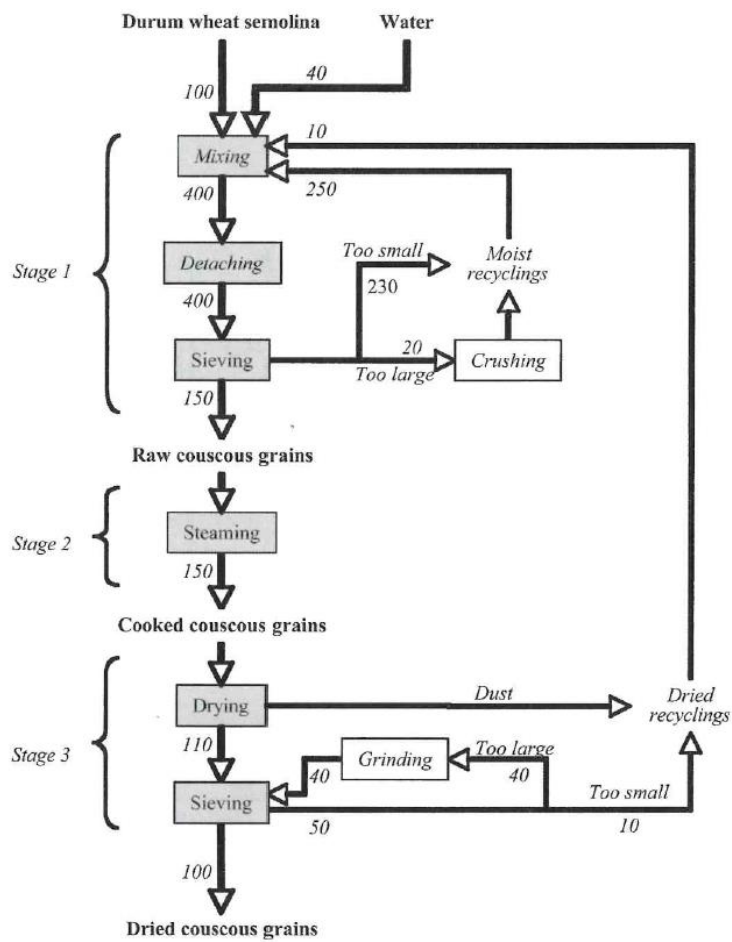 Durum wheat semolina
Water
40
100
10
Mixing
250
400
Too small
Moist
recyclings
Detaching
Stage 1
230
400
20
Sieving
Crushing
Too large
150
Raw couscous grains
Steaming
Stage 2
150
Cooked couscous grains
Dust
Dried
recyclings
Drying
Too large
110
Grinding
Stage 3
40
40
Too small
Sieving
50
10
100
Dried couscous grains